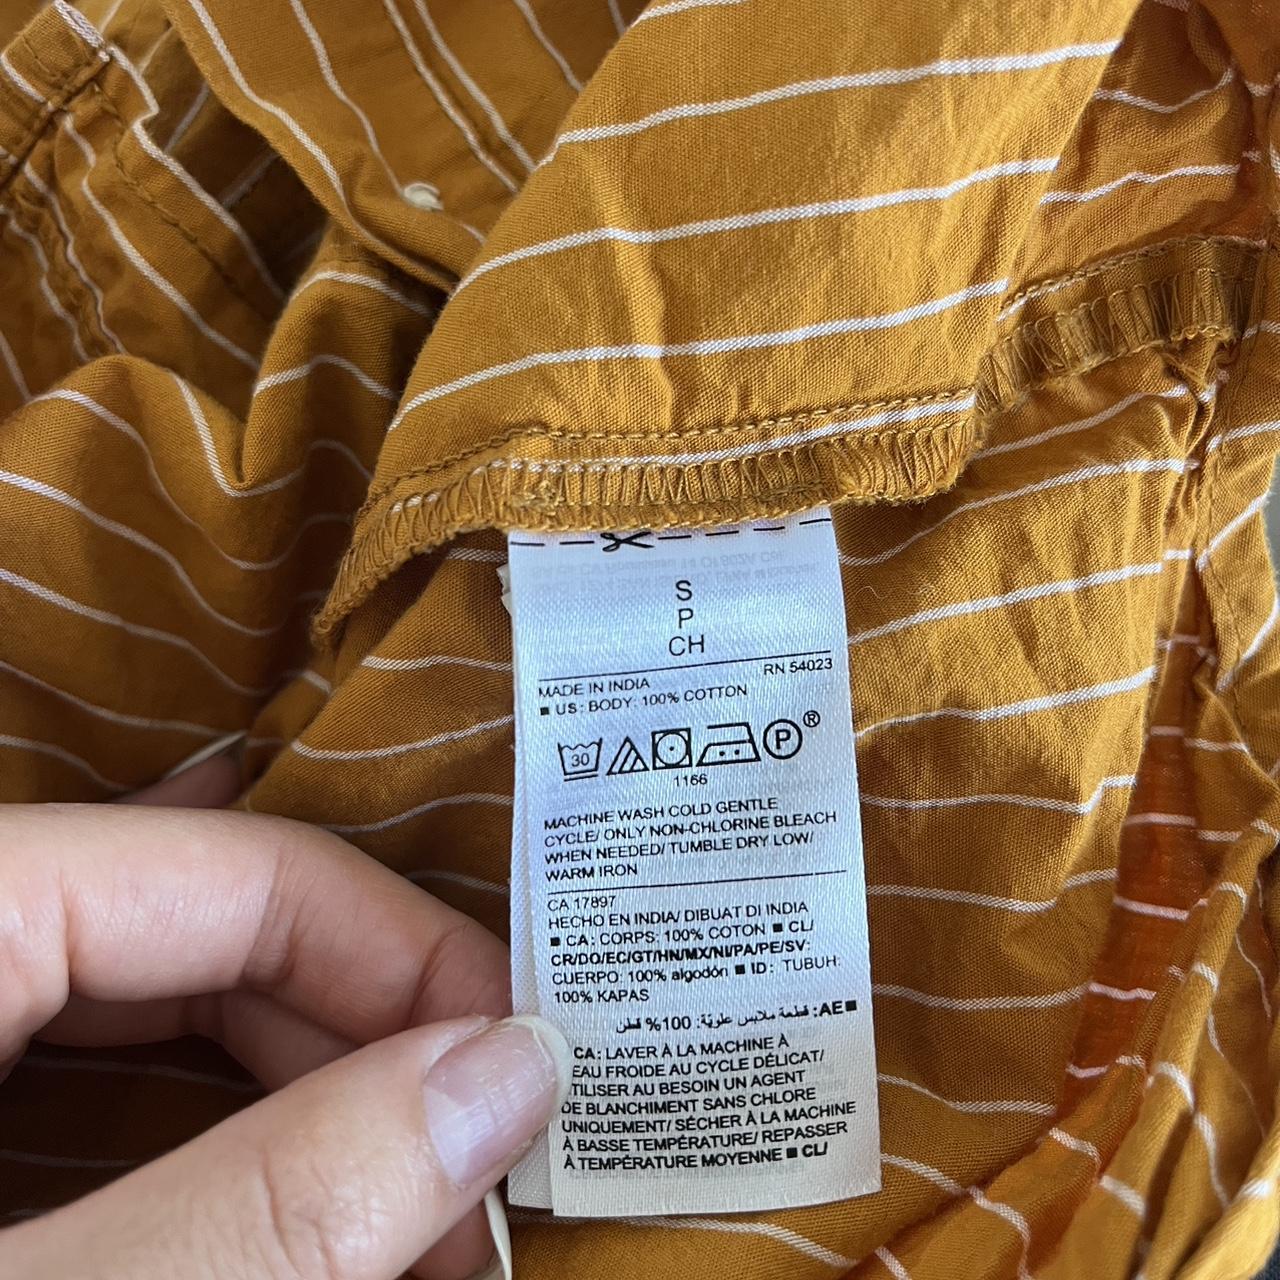 S
P
CH
RN 54023
MADE IN INDIA
■ US: BODY: 100% COTTON
30
P
®
1166
MACHINE WASH COLD GENTLE
CYCLE/ ONLY NON-CHLORINE BLEACH
WHEN NEEDED/ TUMBLE DRY LOW/
WARM IRON
CA 17897
HECHO EN INDIA/ DIBUAT DI INDIA
■ CA: CORPS: 100% COTON ■ CL/
CR/DO/EC/GT/HN/MX/NI/PA/PE/SV:
CUERPO: 100% algodón ■ ID: TUBUH:
100% KAPAS
■AE: قطعة ملابس علويّة: 100% قطن
CA: LAVER À LA MACHINE À
EAU FROIDE AU CYCLE DÉLICAT/
UTILISER AU BESOIN UN AGENT
DE BLANCHIMENT SANS CHLORE
UNIQUEMENT/ SÉCHER À LA MACHINE
À BASSE TEMPÉRATURE/ REPASSER
À TEMPÉRATURE MOYENNE ■ CL/